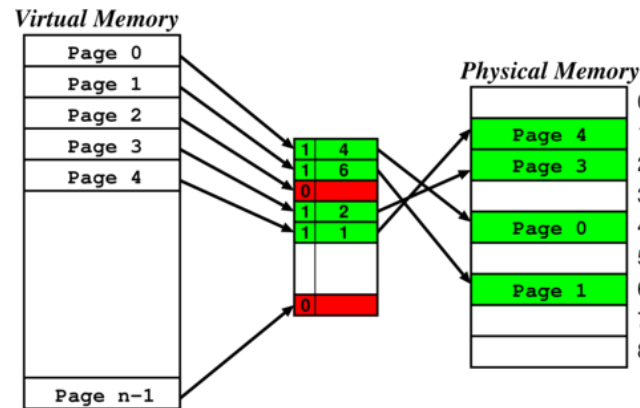 Virtual Memory
Page 0
Page 1
Page 2
Page 3
Page 4
Page n-1
1 4
1 6
0
1 2
1 1
0
Physical Memory
Page 4
2 Page 3
3
4 Page 0
5
6 Page 1
7
8